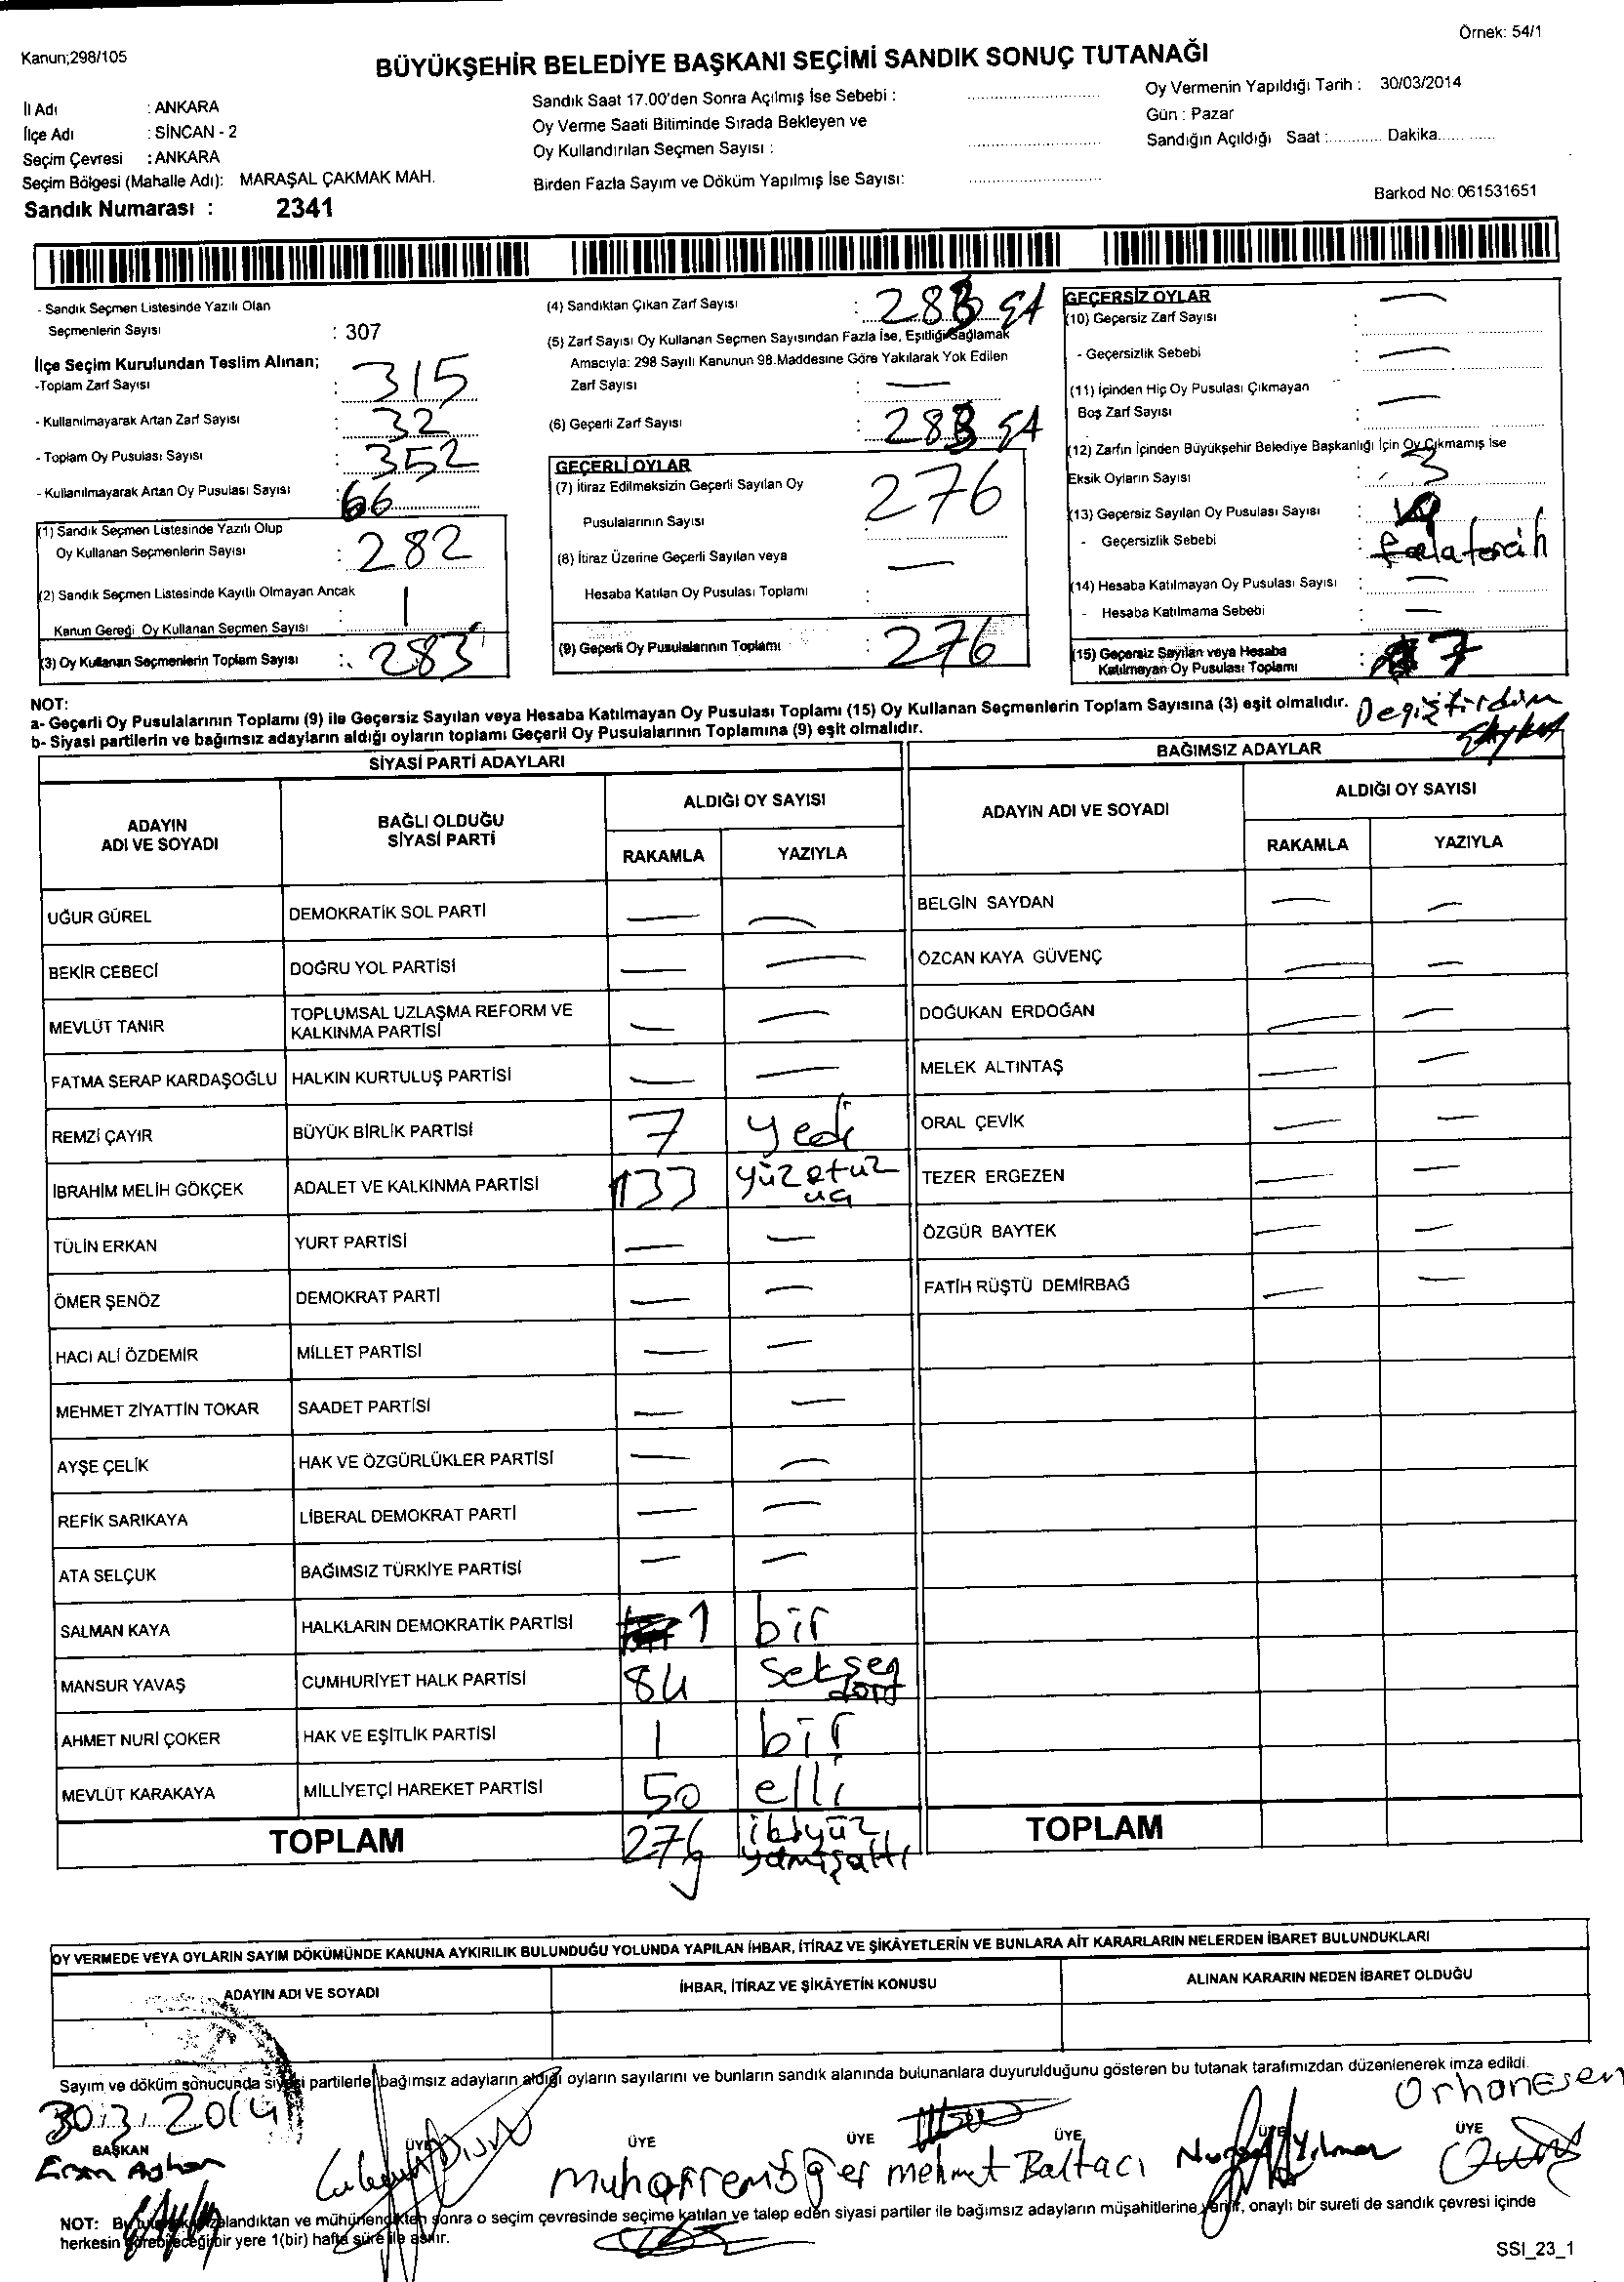 Örnek: 54/1
Kanun;298/105
BÜYÜKŞEHİR BELEDİYE BAŞKANI SEÇİMİ SANDIK SONUÇ TUTANAĞI
İl Adı : ANKARA
İlçe Adı : SİNCAN - 2
Seçim Çevresi : ANKARA
Seçim Bölgesi (Mahalle Adı): MARAŞAL ÇAKMAK MAH.
Sandık Numarası : 2341
Sandık Saat 17.00'den Sonra Açılmış İse Sebebi :
Oy Verme Saati Bitiminde Sırada Bekleyen ve
Oy Kullandırılan Seçmen Sayısı :
Birden Fazla Sayım ve Döküm Yapılmış İse Sayısı:
Oy Vermenin Yapıldığı Tarih : 30/03/2014
Gün : Pazar
Sandığın Açıldığı Saat :............ Dakika............
Barkod No: 061531651
- Sandık Seçmen Listesinde Yazılı Olan
Seçmenlerin Sayısı : 307
İlçe Seçim Kurulundan Teslim Alınan;
-Toplam Zarf Sayısı : 315
- Kullanılmayarak Artan Zarf Sayısı : 32
- Toplam Oy Pusulası Sayısı : 352
- Kullanılmayarak Artan Oy Pusulası Sayısı : 66
(1) Sandık Seçmen Listesinde Yazılı Olup
Oy Kullanan Seçmenlerin Sayısı : 282
(2) Sandık Seçmen Listesinde Kayıtlı Olmayan Ancak
Kanun Gereği Oy Kullanan Seçmen Sayısı : 1
(3) Oy Kullanan Seçmenlerin Toplam Sayısı : 283
(4) Sandıktan Çıkan Zarf Sayısı : 283
(5) Zarf Sayısı Oy Kullanan Seçmen Sayısından Fazla İse, Eşitliği Sağlamak
Amacıyla: 298 Sayılı Kanunun 98.Maddesine Göre Yakılarak Yok Edilen
Zarf Sayısı : —
(6) Geçerli Zarf Sayısı : 283
GEÇERLİ OYLAR
(7) İtiraz Edilmeksizin Geçerli Sayılan Oy
Pusulalarının Sayısı : 276
(8) İtiraz Üzerine Geçerli Sayılan veya
Hesaba Katılan Oy Pusulası Toplamı : —
(9) Geçerli Oy Pusulalarının Toplamı : 276
GEÇERSİZ OYLAR
(10) Geçersiz Zarf Sayısı : —
- Geçersizlik Sebebi : —
(11) İçinden Hiç Oy Pusulası Çıkmayan
Boş Zarf Sayısı : —
(12) Zarfın İçinden Büyükşehir Belediye Başkanlığı İçin Oy Çıkmamış İse
Eksik Oyların Sayısı : 3
(13) Geçersiz Sayılan Oy Pusulası Sayısı :
- Geçersizlik Sebebi : fazla tercih
(14) Hesaba Katılmayan Oy Pusulası Sayısı : —
- Hesaba Katılmama Sebebi : —
(15) Geçersiz Sayılan veya Hesaba
Katılmayan Oy Pusulası Toplamı : 7
Değiştirdim
NOT:
a- Geçerli Oy Pusulalarının Toplamı (9) ile Geçersiz Sayılan veya Hesaba Katılmayan Oy Pusulası Toplamı (15) Oy Kullanan Seçmenlerin Toplam Sayısına (3) eşit olmalıdır.
b- Siyasi partilerin ve bağımsız adayların aldığı oyların toplamı Geçerli Oy Pusulalarının Toplamına (9) eşit olmalıdır.
SİYASİ PARTİ ADAYLARI
ADAYIN ADI VE SOYADI
BAĞLI OLDUĞU SİYASİ PARTİ
ALDIĞI OY SAYISI
RAKAMLA YAZIYLA
UĞUR GÜREL DEMOKRATİK SOL PARTİ — —
BEKİR CEBECİ DOĞRU YOL PARTİSİ — —
MEVLÜT TANIR TOPLUMSAL UZLAŞMA REFORM VE KALKINMA PARTİSİ — —
FATMA SERAP KARDAŞOĞLU HALKIN KURTULUŞ PARTİSİ — —
REMZİ ÇAYIR BÜYÜK BİRLİK PARTİSİ 7 yedi
İBRAHİM MELİH GÖKÇEK ADALET VE KALKINMA PARTİSİ 133 yüzotuz üç
TÜLİN ERKAN YURT PARTİSİ — —
ÖMER ŞENÖZ DEMOKRAT PARTİ — —
HACI ALİ ÖZDEMİR MİLLET PARTİSİ — —
MEHMET ZİYATTİN TOKAR SAADET PARTİSİ — —
AYŞE ÇELİK HAK VE ÖZGÜRLÜKLER PARTİSİ — —
REFİK SARIKAYA LİBERAL DEMOKRAT PARTİ — —
ATA SELÇUK BAĞIMSIZ TÜRKİYE PARTİSİ — —
SALMAN KAYA HALKLARIN DEMOKRATİK PARTİSİ 1 bir
MANSUR YAVAŞ CUMHURİYET HALK PARTİSİ 84 seksen dört
AHMET NURİ ÇOKER HAK VE EŞİTLİK PARTİSİ 1 bir
MEVLÜT KARAKAYA MİLLİYETÇİ HAREKET PARTİSİ 50 elli
TOPLAM 276 ikiyüz yetmişaltı
BAĞIMSIZ ADAYLAR
ADAYIN ADI VE SOYADI
ALDIĞI OY SAYISI
RAKAMLA YAZIYLA
BELGİN SAYDAN — —
ÖZCAN KAYA GÜVENÇ — —
DOĞUKAN ERDOĞAN — —
MELEK ALTINTAŞ — —
ORAL ÇEVİK — —
TEZER ERGEZEN — —
ÖZGÜR BAYTEK — —
FATİH RÜŞTÜ DEMİRBAĞ — —
TOPLAM
OY VERMEDE VEYA OYLARIN SAYIM DÖKÜMÜNDE KANUNA AYKIRILIK BULUNDUĞU YOLUNDA YAPILAN İHBAR, İTİRAZ VE ŞİKÂYETLERİN VE BUNLARA AİT KARARLARIN NELERDEN İBARET BULUNDUKLARI
ADAYIN ADI VE SOYADI
İHBAR, İTİRAZ VE ŞİKÂYETİN KONUSU
ALINAN KARARIN NEDEN İBARET OLDUĞU
Sayım ve döküm sonucunda siyasi partilerle bağımsız adayların aldığı oyların sayılarını ve bunların sandık alanında bulunanlara duyurulduğunu gösteren bu tutanak tarafımızdan düzenlenerek imza edildi.
30.3.2014
Orhan Esen
BAŞKAN ÜYE ÜYE ÜYE ÜYE ÜYE
mehmet Baltacı
Yılmaz
NOT: Bu tutanak imzalandıktan ve mühürlendikten sonra o seçim çevresinde seçime katılan ve talep eden siyasi partiler ile bağımsız adayların müşahitlerine verilir, onaylı bir sureti de sandık çevresi içinde
herkesin görebileceği bir yere 1(bir) hafta süre ile asılır.
SSI_23_1